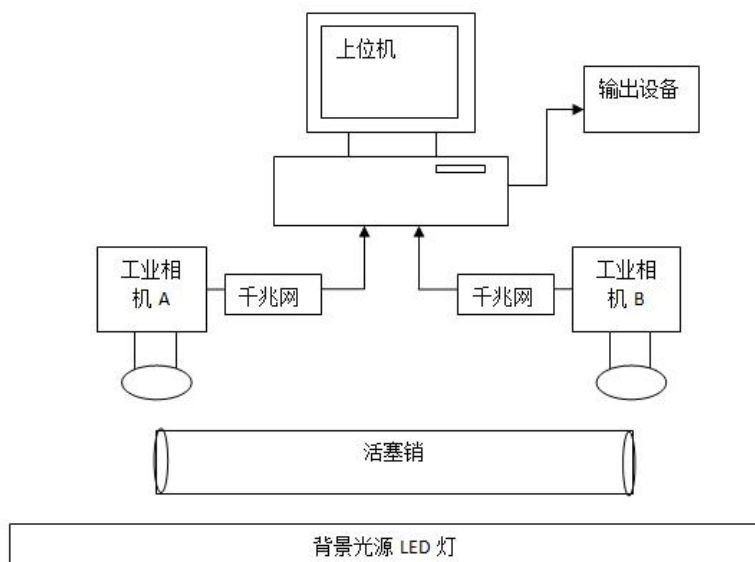 上位机
输出设备
工业相
机 A
千兆网
千兆网
工业相
机 B
活塞销
背景光源 LED 灯